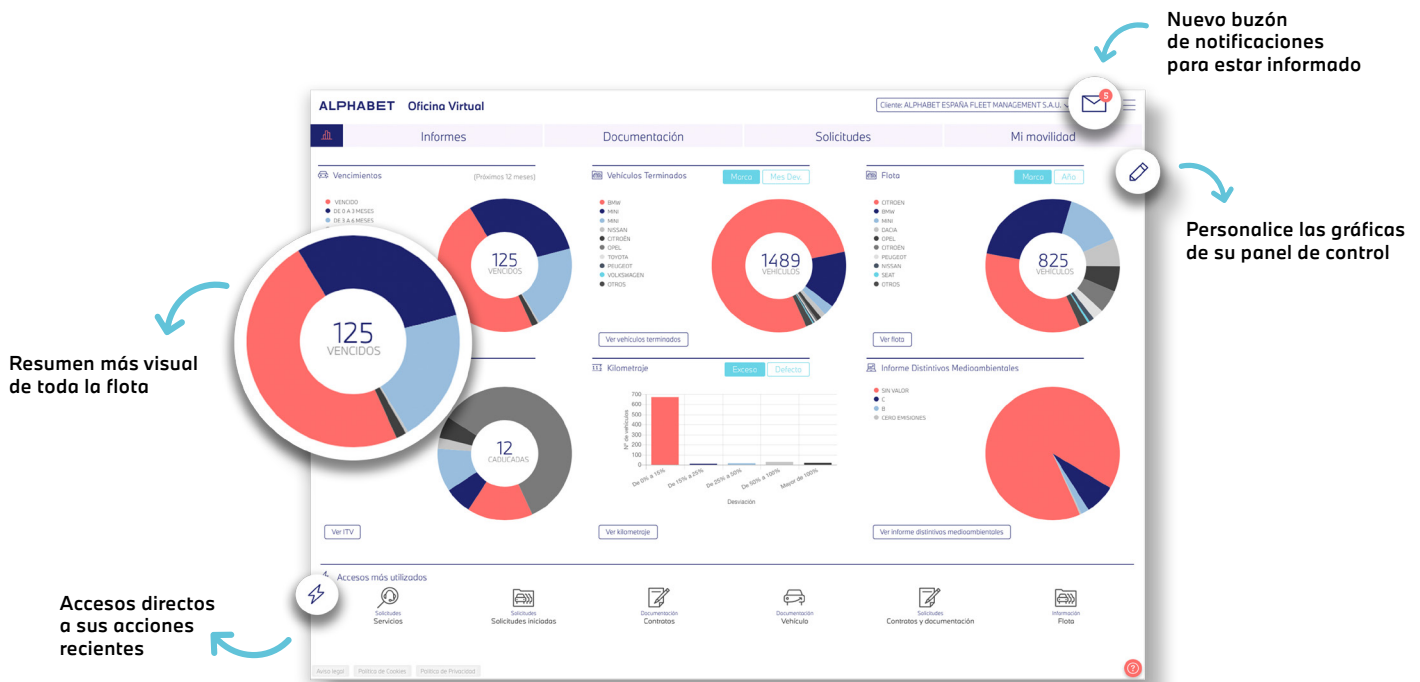 Nuevo buzón
de notificaciones
para estar informado
ALPHABET Oficina Virtual
Cliente: ALPHABET ESPAÑA FLEET MANAGEMENT S.A.U.
5
Informes
Documentación
Solicitudes
Mi movilidad
Vencimientos
(Próximos 12 meses)
VENCIDO
DE 0 A 3 MESES
DE 3 A 6 MESES
125
VENCIDOS
125
VENCIDOS
Vehículos Terminados
Marca
Mes Dev.
BMW
MINI
MINI
NISSAN
CITROËN
OPEL
TOYOTA
PEUGEOT
VOLKSWAGEN
OTROS
1489
VEHÍCULOS
Ver vehículos terminados
Flota
Marca
Año
CITROEN
BMW
MINI
DACIA
OPEL
CITROËN
PEUGEOT
NISSAN
SEAT
OTROS
825
VEHÍCULOS
Ver flota
Personalice las gráficas
de su panel de control
Resumen más visual
de toda la flota
12
CADUCADAS
Ver ITV
Kilometraje
Exceso
Defecto
Nº de vehículos
700
600
500
400
300
200
100
0
De 0% a 15%
De 15% a 25%
De 25% a 50%
De 50% a 100%
Mayor de 100%
Desviación
Ver kilometraje
Informe Distintivos Medioambientales
SIN VALOR
C
B
CERO EMISIONES
Ver informe distintivos medioambientales
Accesos más utilizados
Solicitudes
Servicios
Solicitudes
Solicitudes iniciadas
Documentación
Contratos
Documentación
Vehículo
Solicitudes
Contratos y documentación
Información
Flota
Accesos directos
a sus acciones
recientes
Aviso legal
Política de Cookies
Política de Privacidad
?